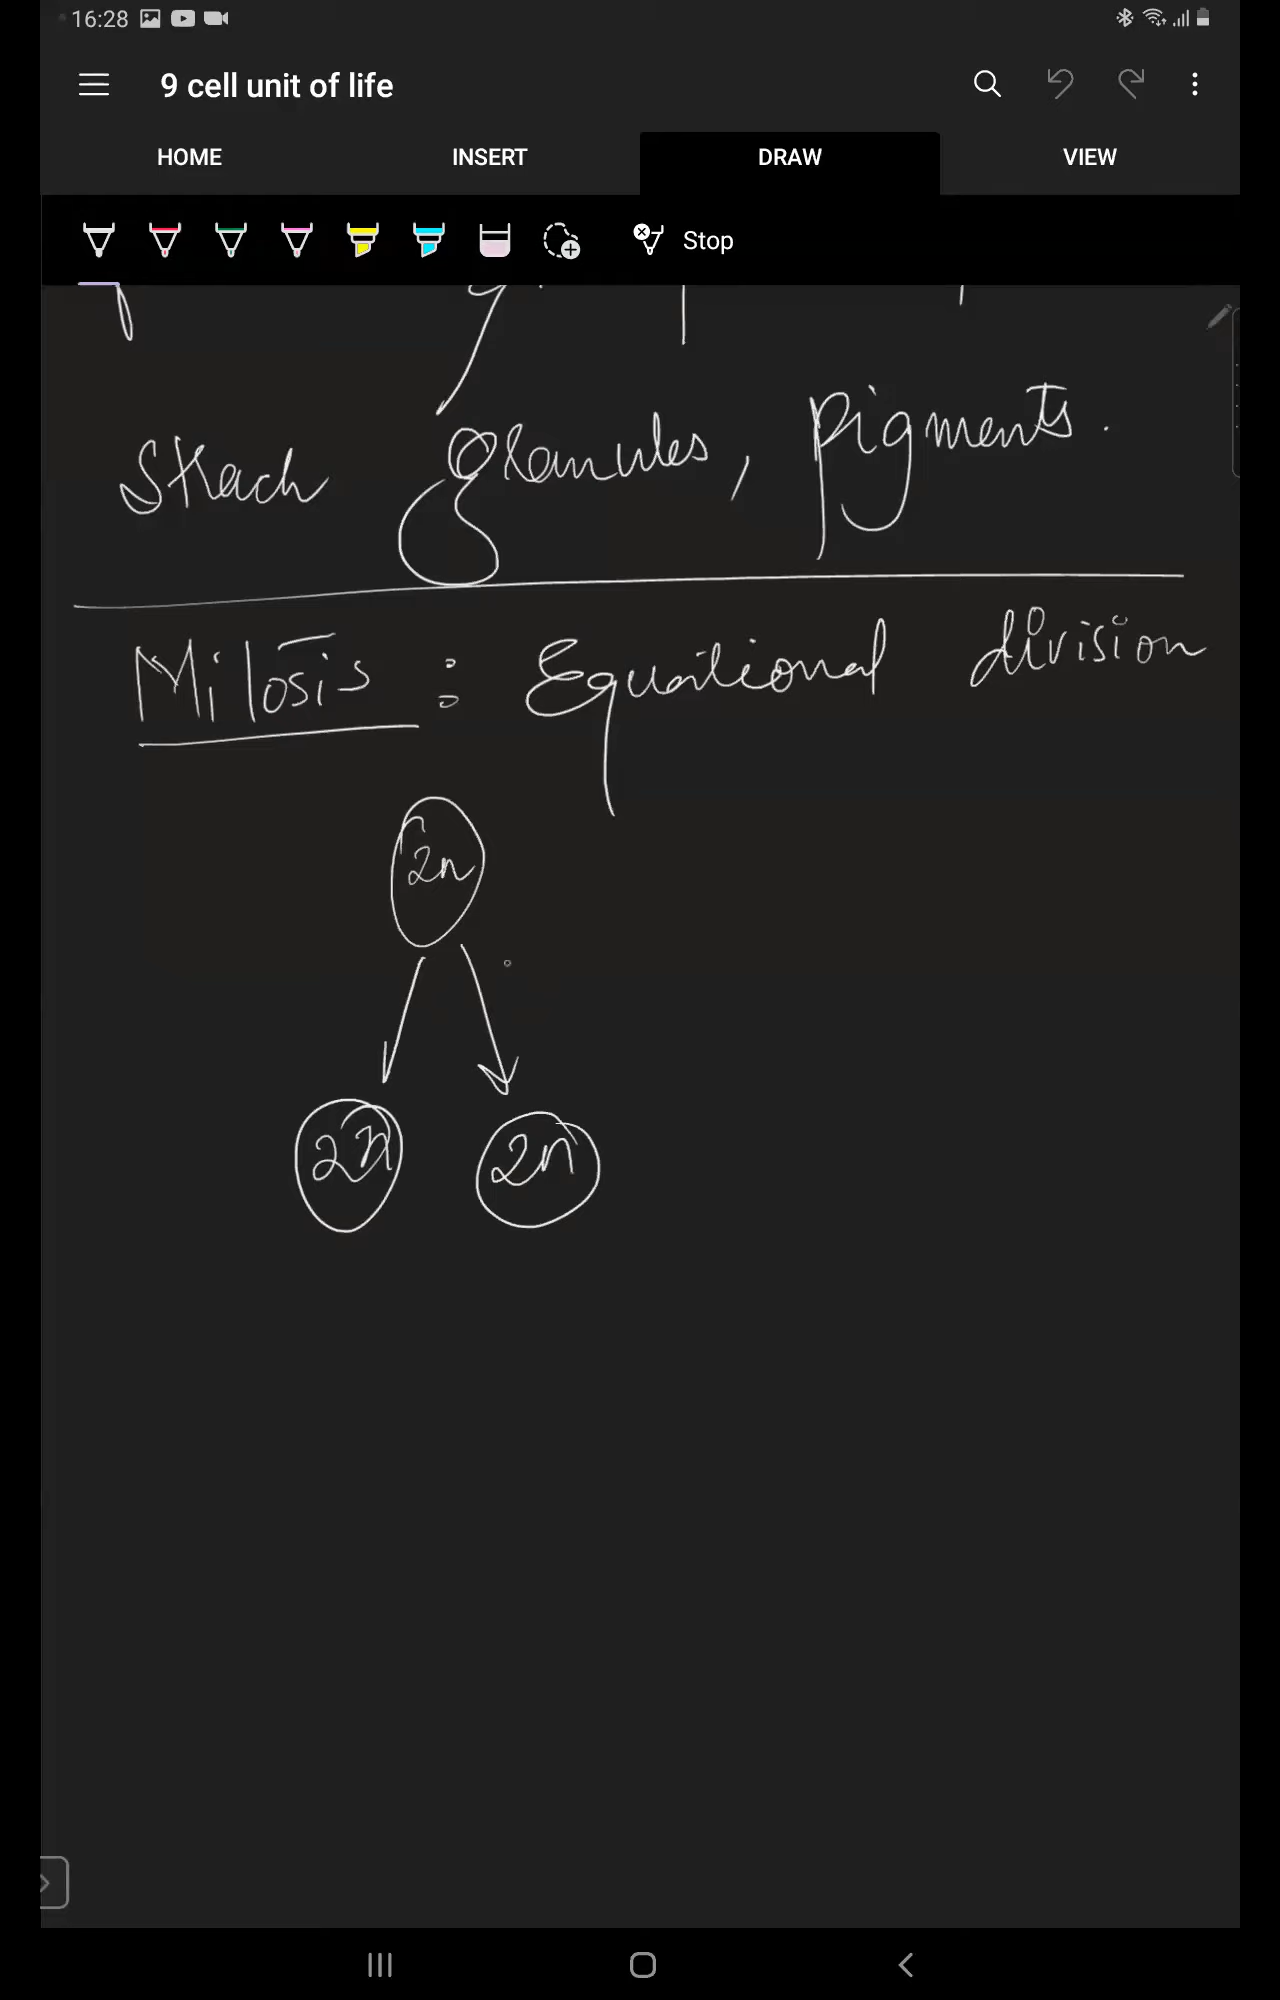 16:28
9 cell unit of life
HOME INSERT DRAW VIEW
Stop
Strach granules, pigments.
Mitosis : Equational division
2n
2n 2n